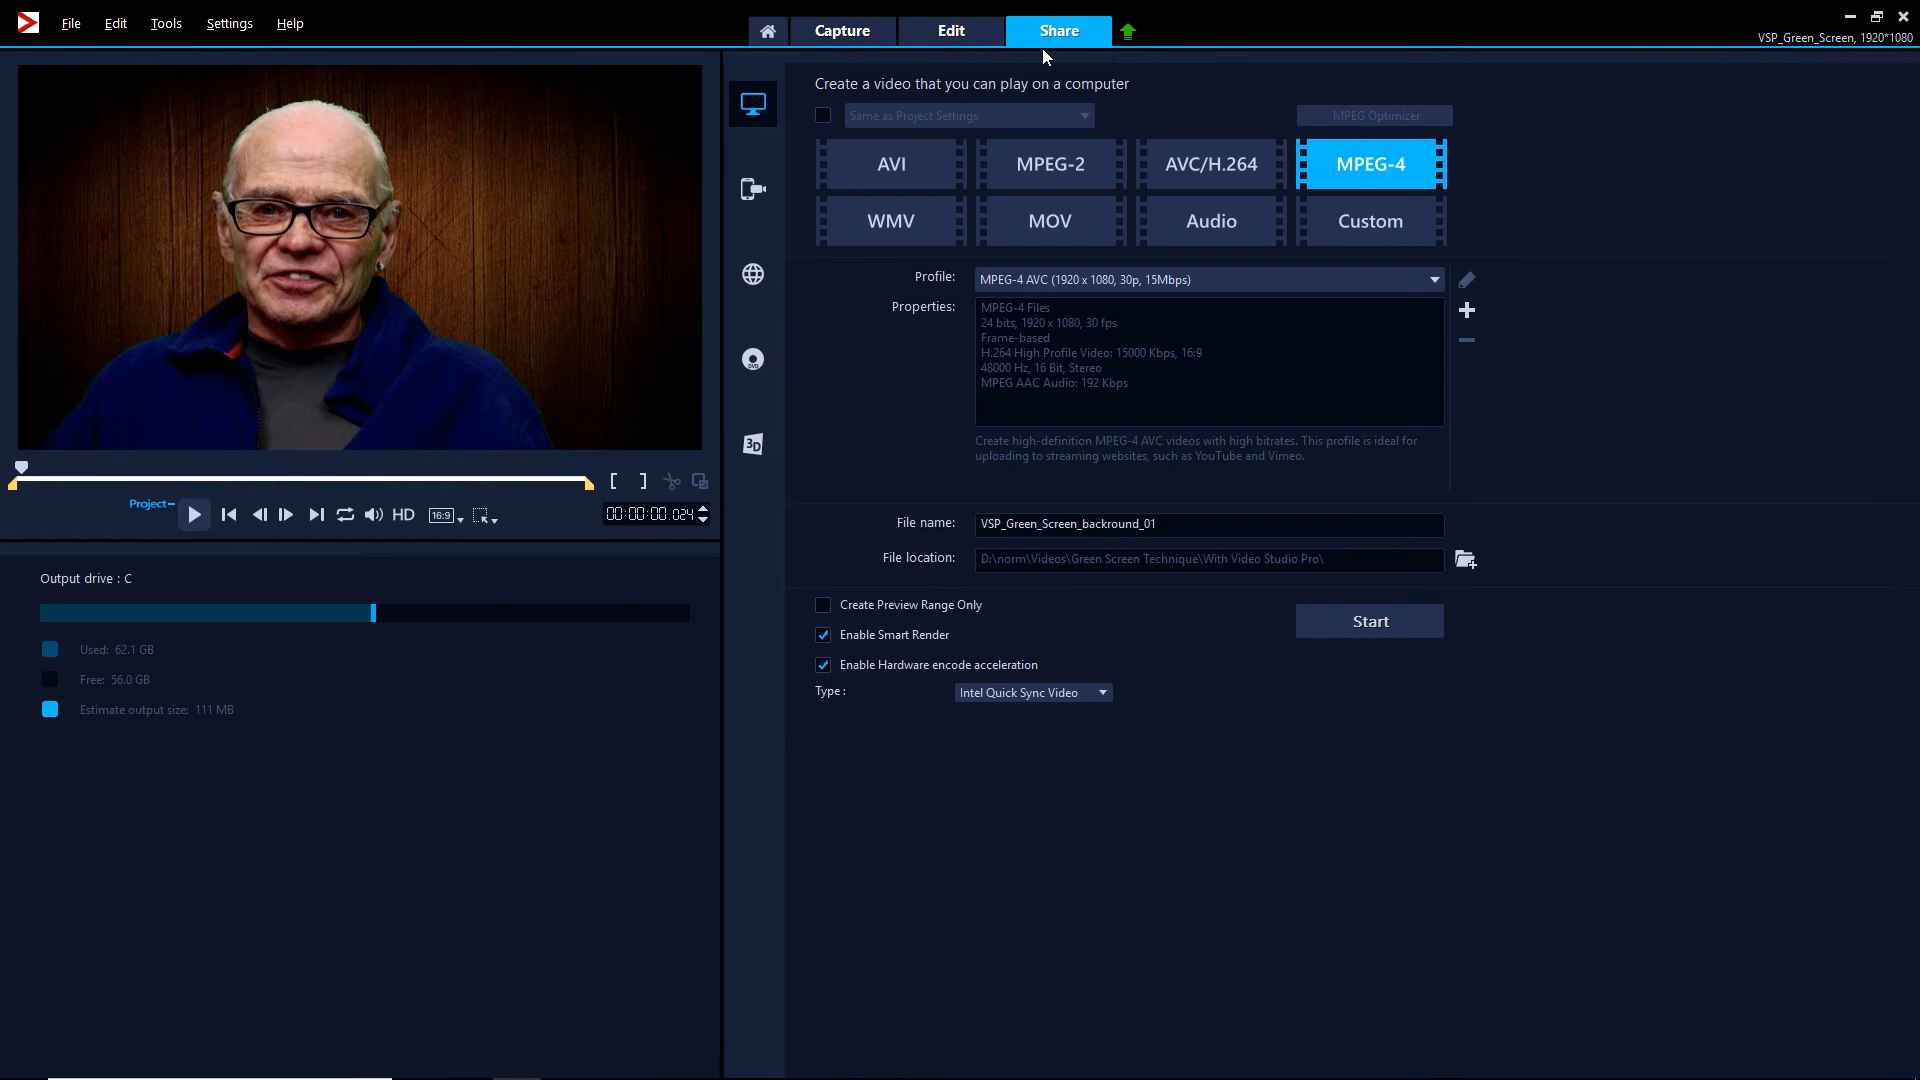 File Edit Tools Settings Help
Capture Edit Share
VSP_Green_Screen, 1920*1080
Create a video that you can play on a computer
Same as Project Settings MPEG Optimizer
AVI MPEG-2 AVC/H.264 MPEG-4
WMV MOV Audio Custom
Profile: MPEG-4 AVC (1920 x 1080, 30p, 15Mbps)
Properties: MPEG-4 Files
24 bits, 1920 x 1080, 30 fps
Frame-based
H.264 High Profile Video: 15000 Kbps, 16:9
48000 Hz, 16 Bit, Stereo
MPEG AAC Audio: 192 Kbps
Create high-definition MPEG-4 AVC videos with high bitrates. This profile is ideal for
uploading to streaming websites, such as YouTube and Vimeo.
DVD
3D
[ ]
Project HD 16:9 00:00:00.024
File name: VSP_Green_Screen_backround_01
File location: D:\norm\Videos\Green Screen Technique\With Video Studio Pro\
Create Preview Range Only
Enable Smart Render
Enable Hardware encode acceleration
Type : Intel Quick Sync Video
Start
Output drive : C
Used: 62.1 GB
Free: 56.0 GB
Estimate output size: 111 MB